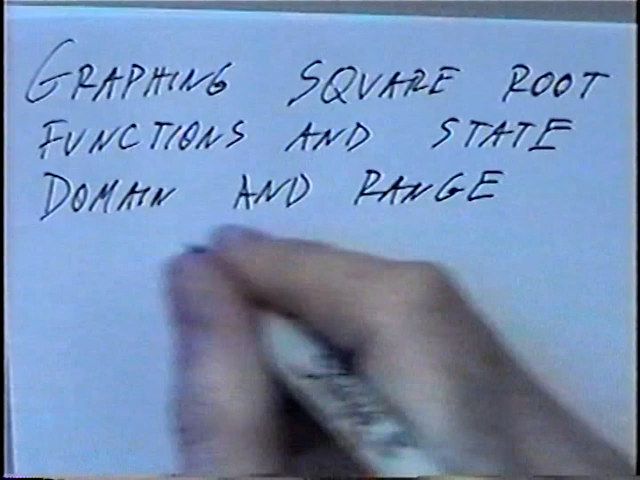 GRAPHING SQUARE ROOT
FUNCTIONS AND STATE
DOMAIN AND RANGE